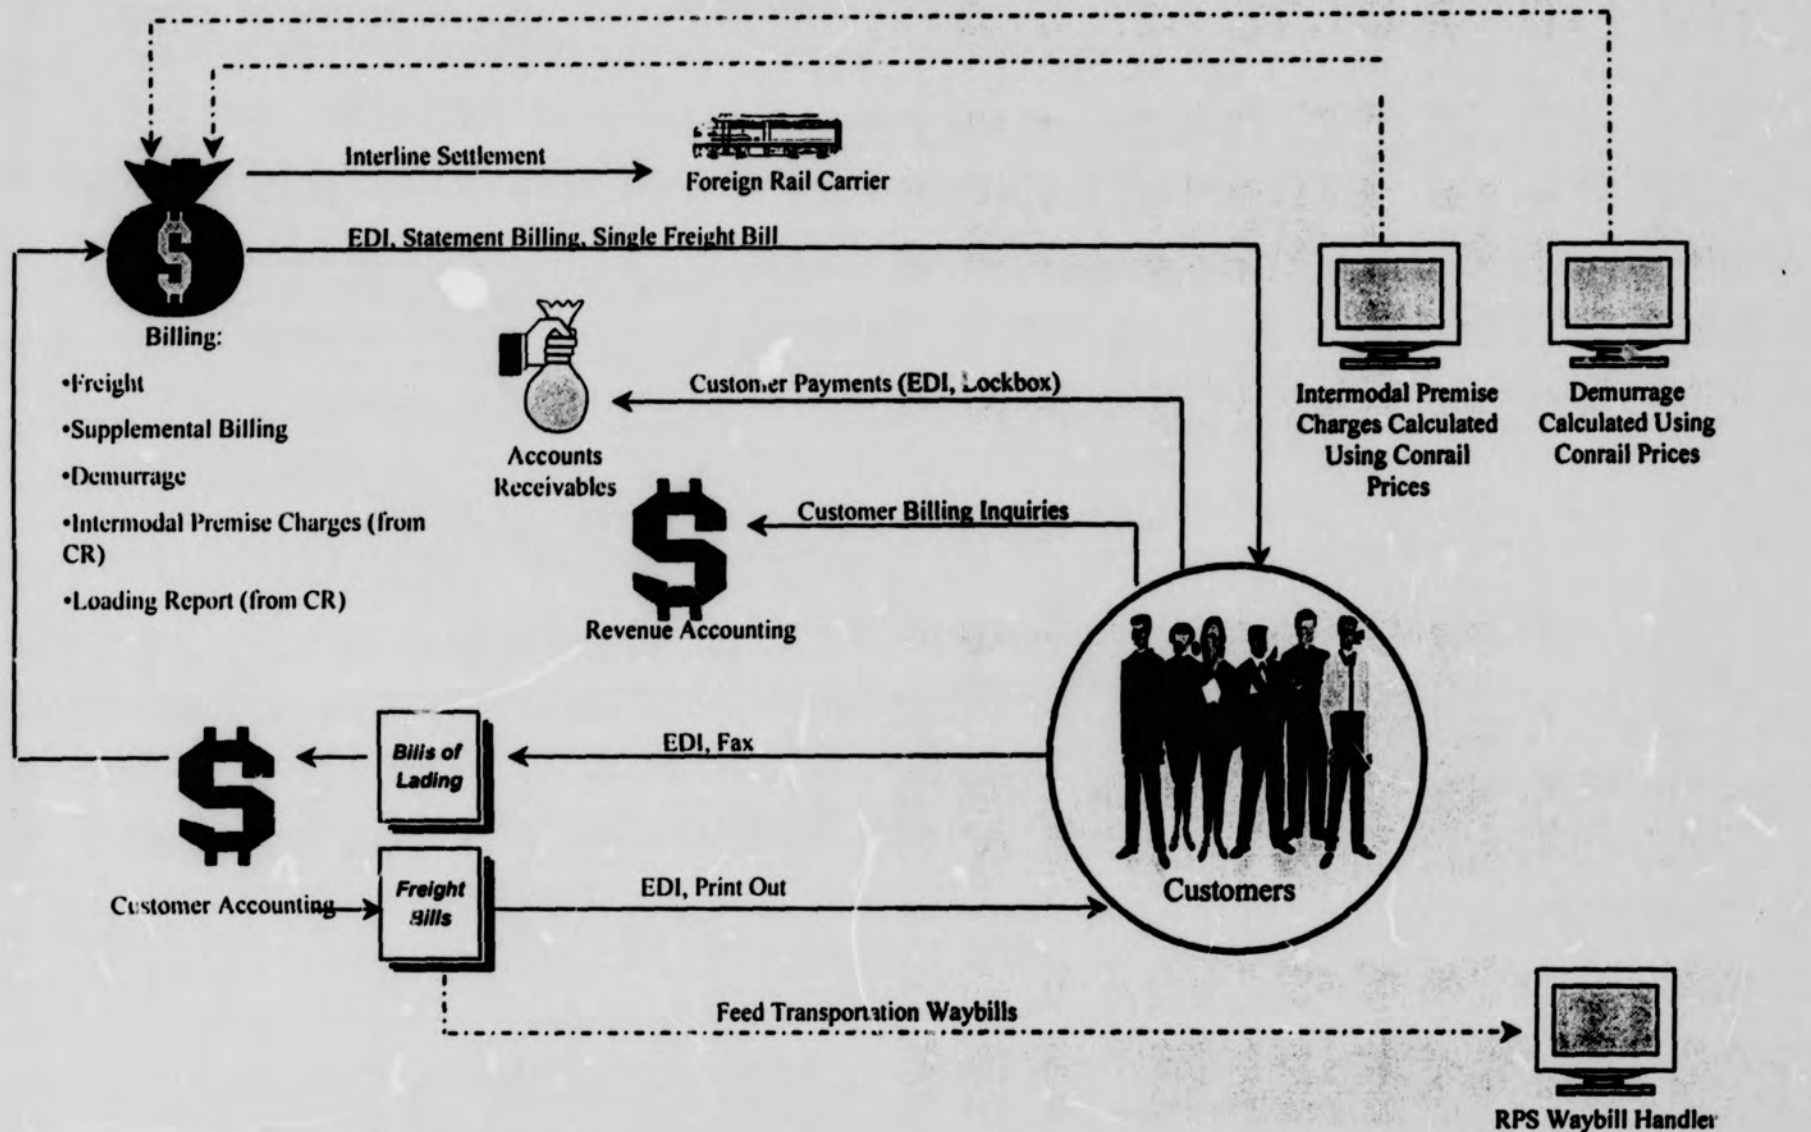 Interline Settlement
Foreign Rail Carrier
EDI, Statement Billing, Single Freight Bill
Billing:
•Freight
•Supplemental Billing
•Demurrage
•Intermodal Premise Charges (from
CR)
•Loading Report (from CR)
Customer Payments (EDI, Lockbox)
Accounts
Receivables
Customer Billing Inquiries
Revenue Accounting
Intermodal Premise
Charges Calculated
Using Conrail
Prices
Demurrage
Calculated Using
Conrail Prices
Bills of
Lading
EDI, Fax
Customer Accounting
Freight
Bills
EDI, Print Out
Customers
Feed Transportation Waybills
RPS Waybill Handler